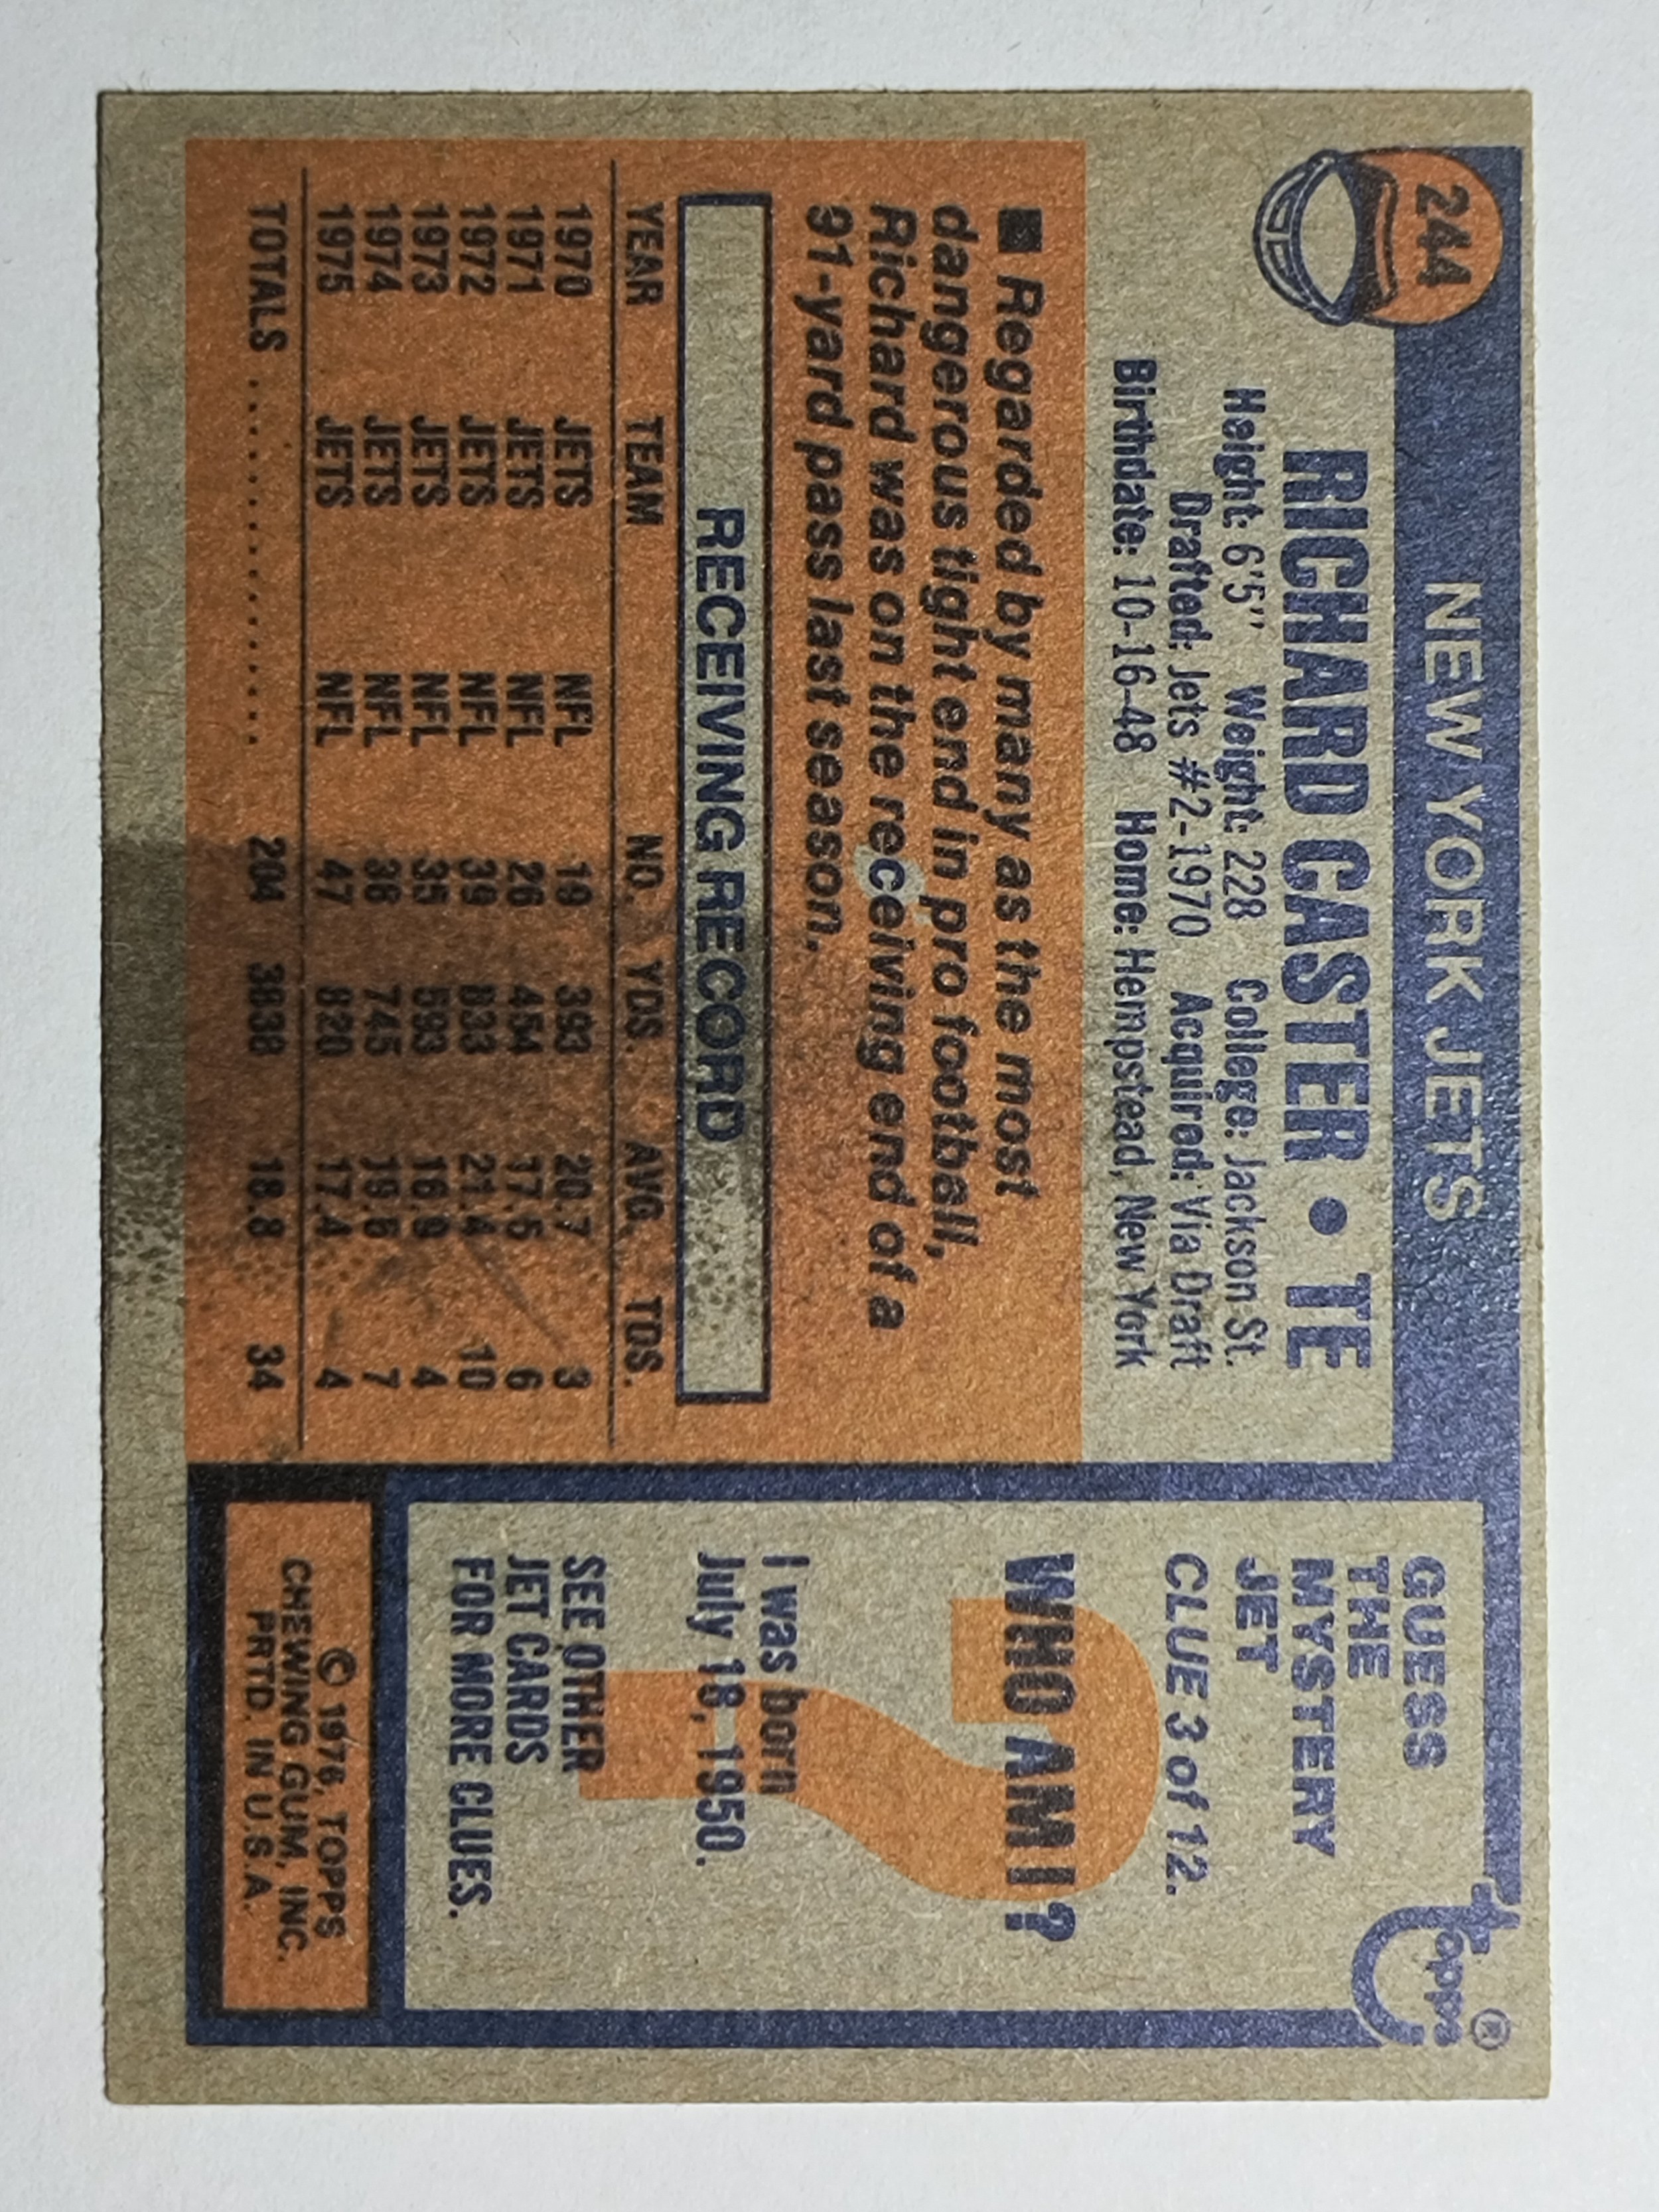 244
NEW YORK JETS
RICHARD CASTER • TE
Height: 6'5" Weight: 228 College: Jackson St.
Drafted: Jets #2-1970 Acquired: Via Draft
Birthdate: 10-16-48 Home: Hempstead, New York
■ Regarded by many as the most
dangerous tight end in pro football,
Richard was on the receiving end of a
91-yard pass last season.
RECEIVING RECORD
YEAR TEAM NO. YDS. AVG. TDS.
1970 JETS NFL 19 393 20.7 3
1971 JETS NFL 26 454 17.5 6
1972 JETS NFL 39 833 21.4 10
1973 JETS NFL 35 593 16.9 4
1974 JETS NFL 38 745 19.6 7
1975 JETS NFL 47 820 17.4 4
TOTALS .................. 204 3838 18.8 34
topps®
GUESS
THE
MYSTERY
JET
CLUE 3 of 12.
WHO AM I?
I was born
July 18, 1950.
SEE OTHER
JET CARDS
FOR MORE CLUES.
© 1976, TOPPS
CHEWING GUM, INC.
PRTD. IN U.S.A.